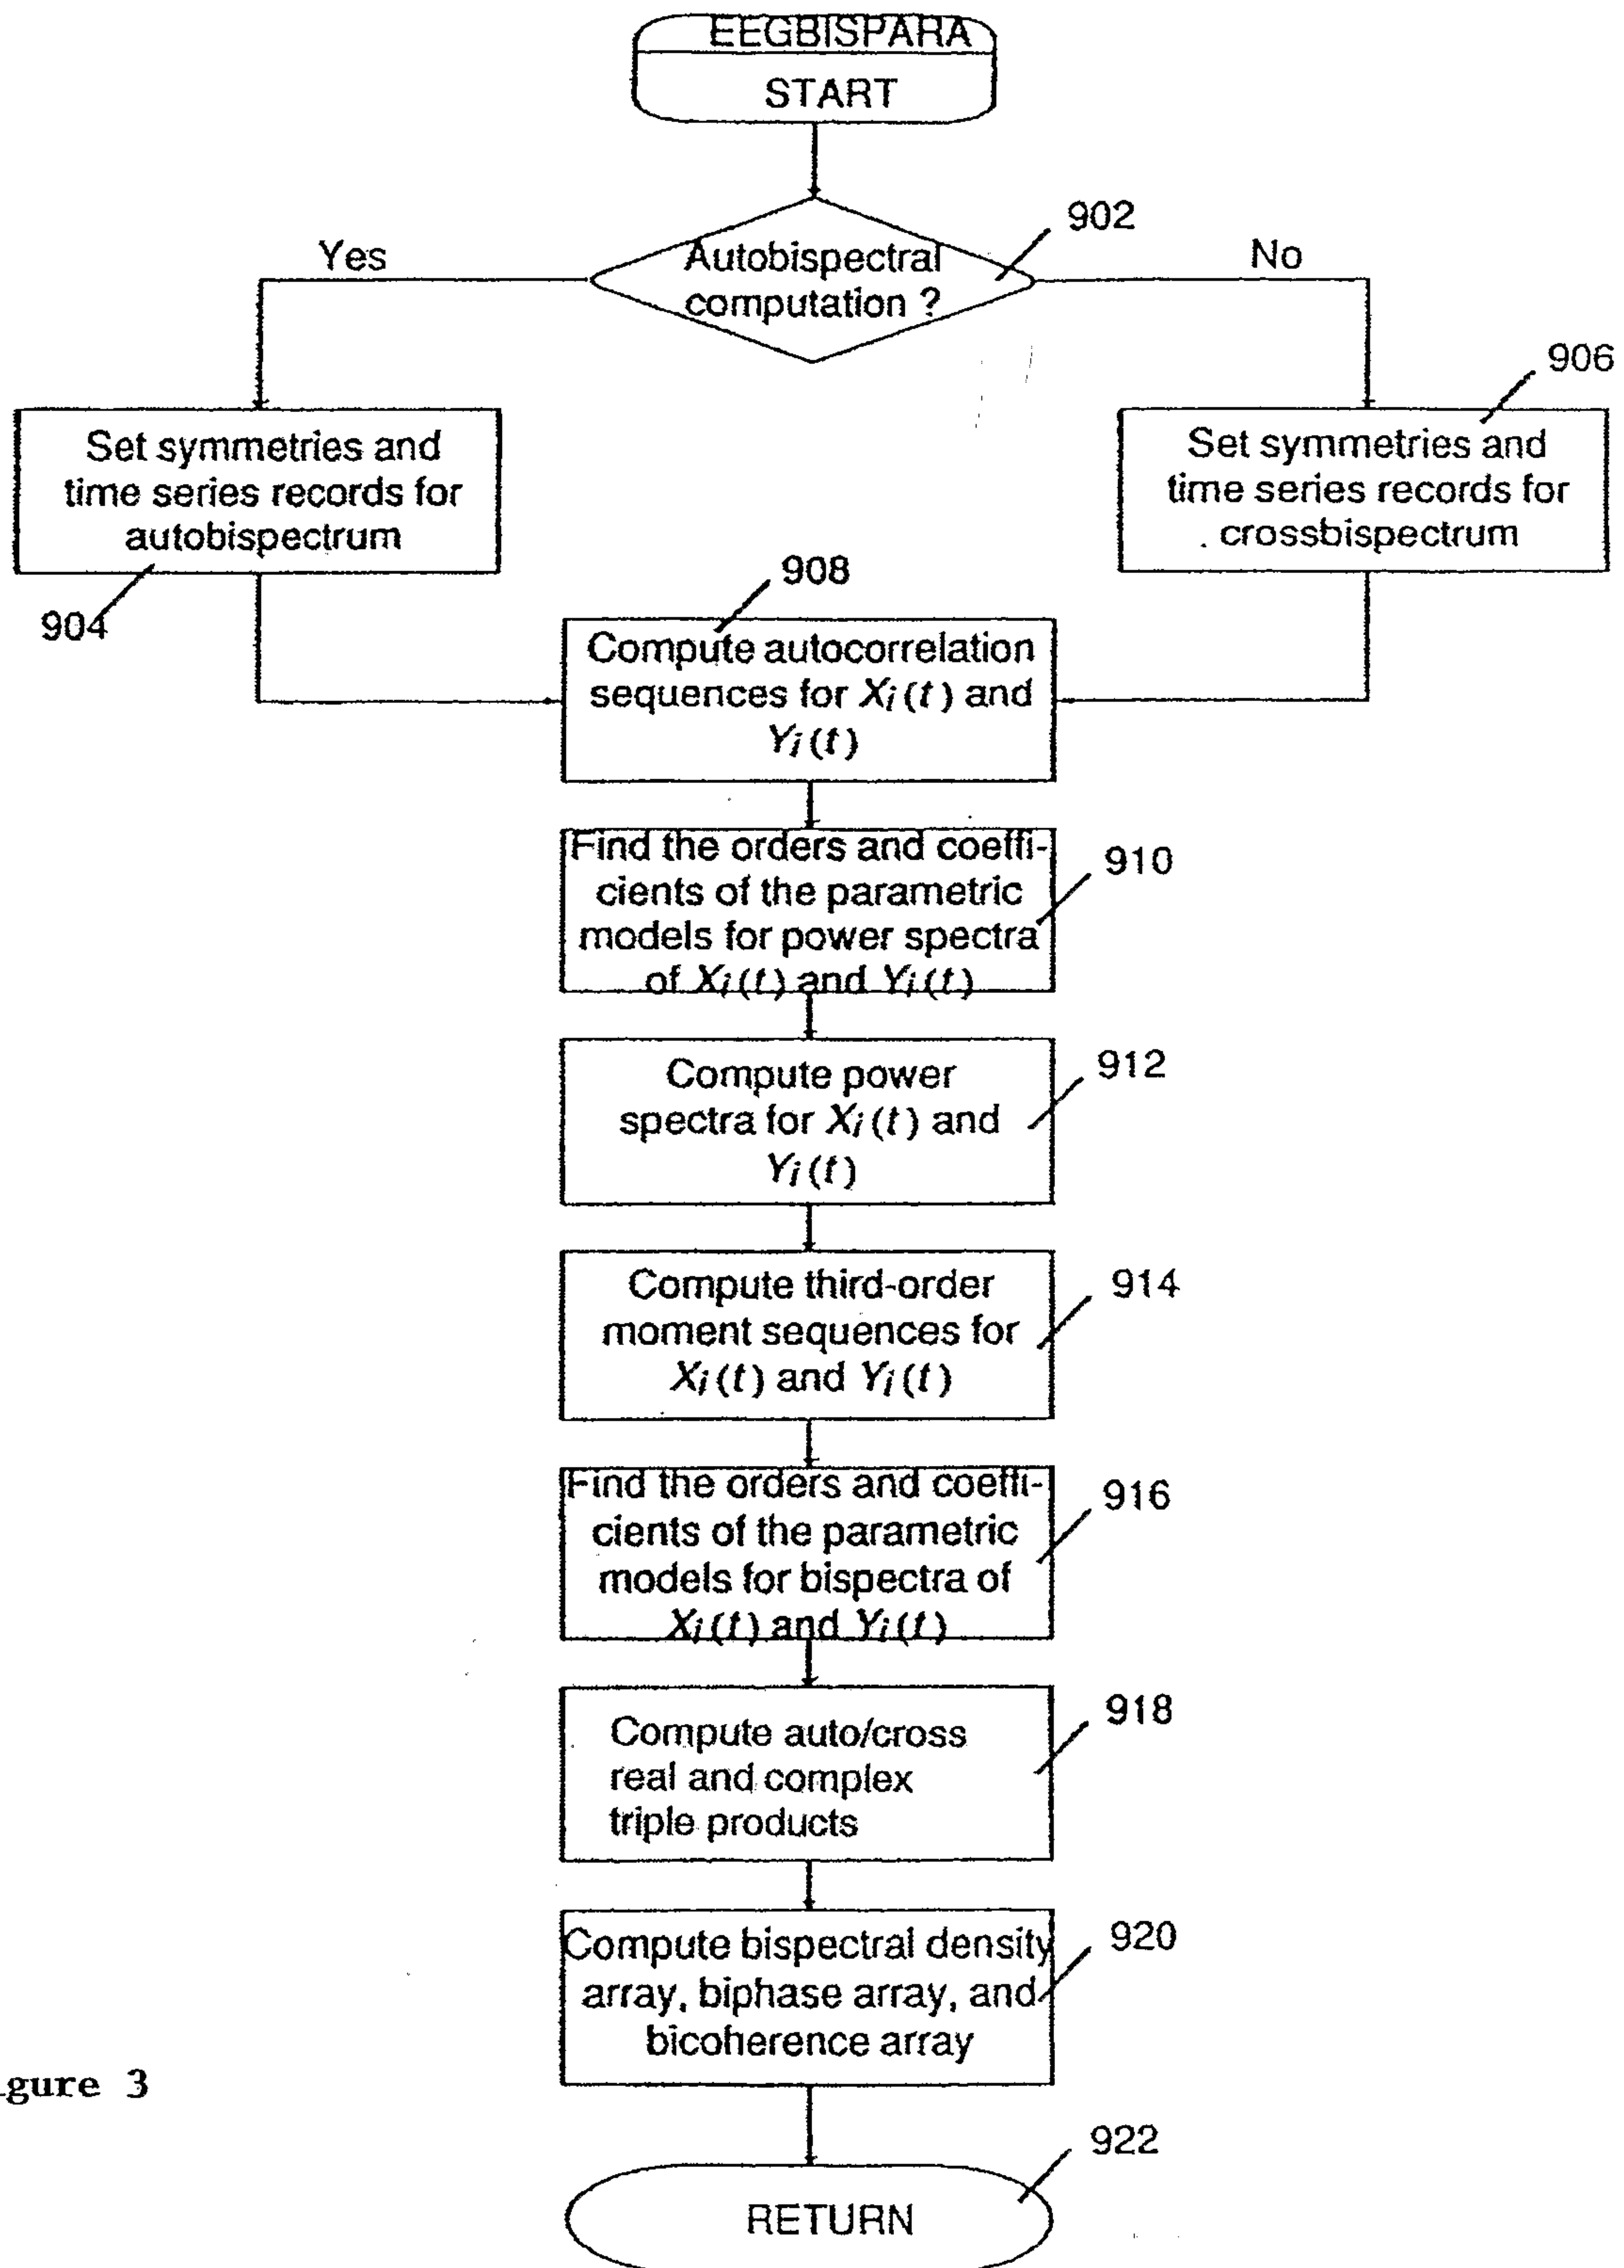 EEGBISPARA
START
902
Autobispectral
computation ?
Yes
No
906
Set symmetries and
time series records for
autobispectrum
904
Set symmetries and
time series records for
crossbispectrum
908
Compute autocorrelation
sequences for Xi(t) and
Yi(t)
910
Find the orders and coeffi-
cients of the parametric
models for power spectra
of Xi(t) and Yi(t)
912
Compute power
spectra for Xi(t) and
Yi(t)
914
Compute third-order
moment sequences for
Xi(t) and Yi(t)
916
Find the orders and coeffi-
cients of the parametric
models for bispectra of
Xi(t) and Yi(t)
918
Compute auto/cross
real and complex
triple products
920
Compute bispectral density
array, biphase array, and
bicoherence array
gure 3
922
RETURN